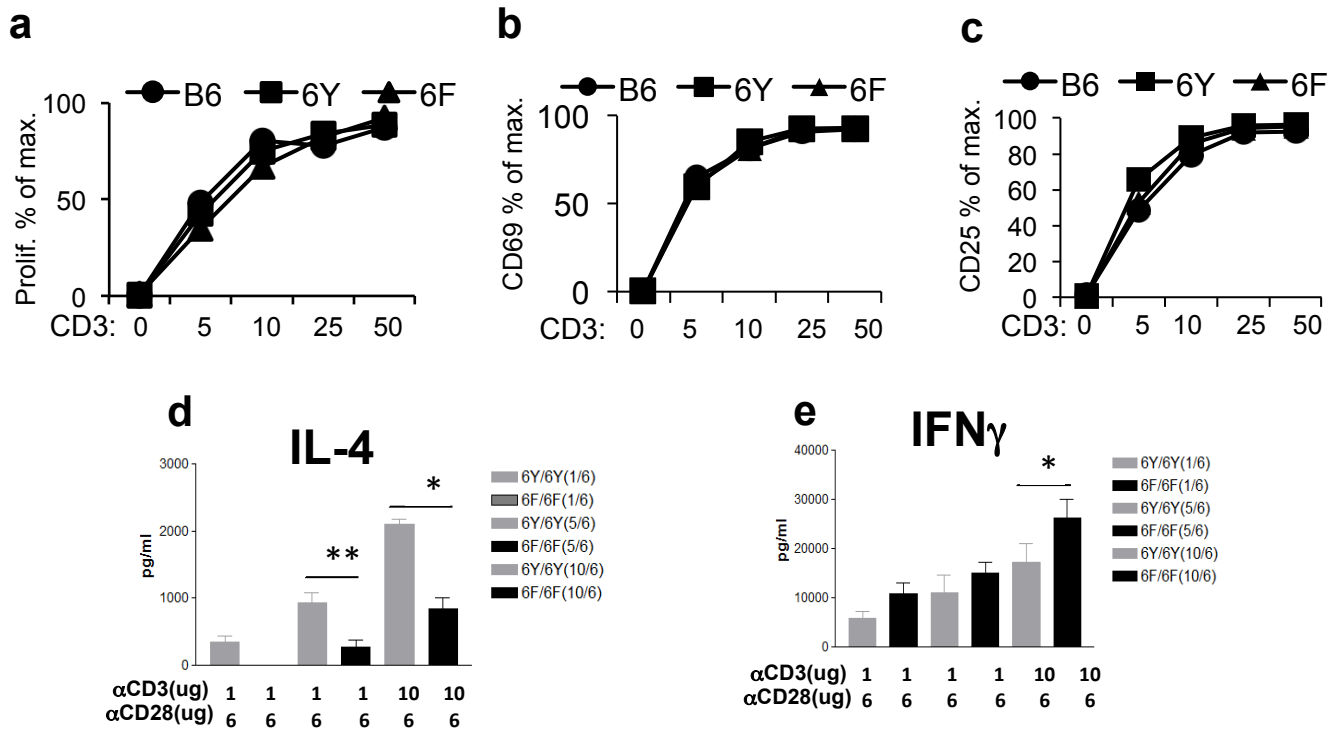 a
B6 6Y 6F
Prolif. % of max.
100
50
0
CD3: 0 5 10 25 50
b
B6 6Y 6F
CD69 % of max.
100
50
0
CD3: 0 5 10 25 50
c
B6 6Y 6F
CD25 % of max.
100
80
60
40
20
0
CD3: 0 5 10 25 50
d
IL-4
pg/ml
3000
2000
1000
0
**
*
6Y/6Y(1/6)
6F/6F(1/6)
6Y/6Y(5/6)
6F/6F(5/6)
6Y/6Y(10/6)
6F/6F(10/6)
αCD3(ug) 1 1 1 1 10 10
αCD28(ug) 6 6 6 6 6 6
e
IFNγ
pg/ml
40000
30000
20000
10000
0
*
6Y/6Y(1/6)
6F/6F(1/6)
6Y/6Y(5/6)
6F/6F(5/6)
6Y/6Y(10/6)
6F/6F(10/6)
αCD3(ug) 1 1 1 1 10 10
αCD28(ug) 6 6 6 6 6 6